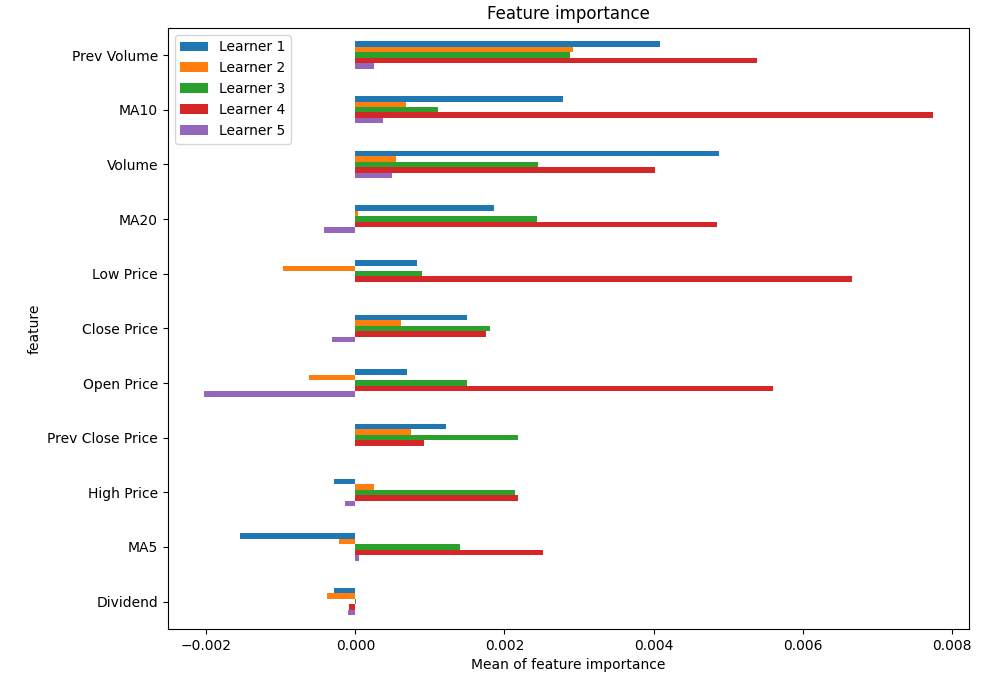 Feature importance
Learner 1
Learner 2
Learner 3
Learner 4
Learner 5
feature
Prev Volume
MA10
Volume
MA20
Low Price
Close Price
Open Price
Prev Close Price
High Price
MA5
Dividend
−0.002 0.000 0.002 0.004 0.006 0.008
Mean of feature importance